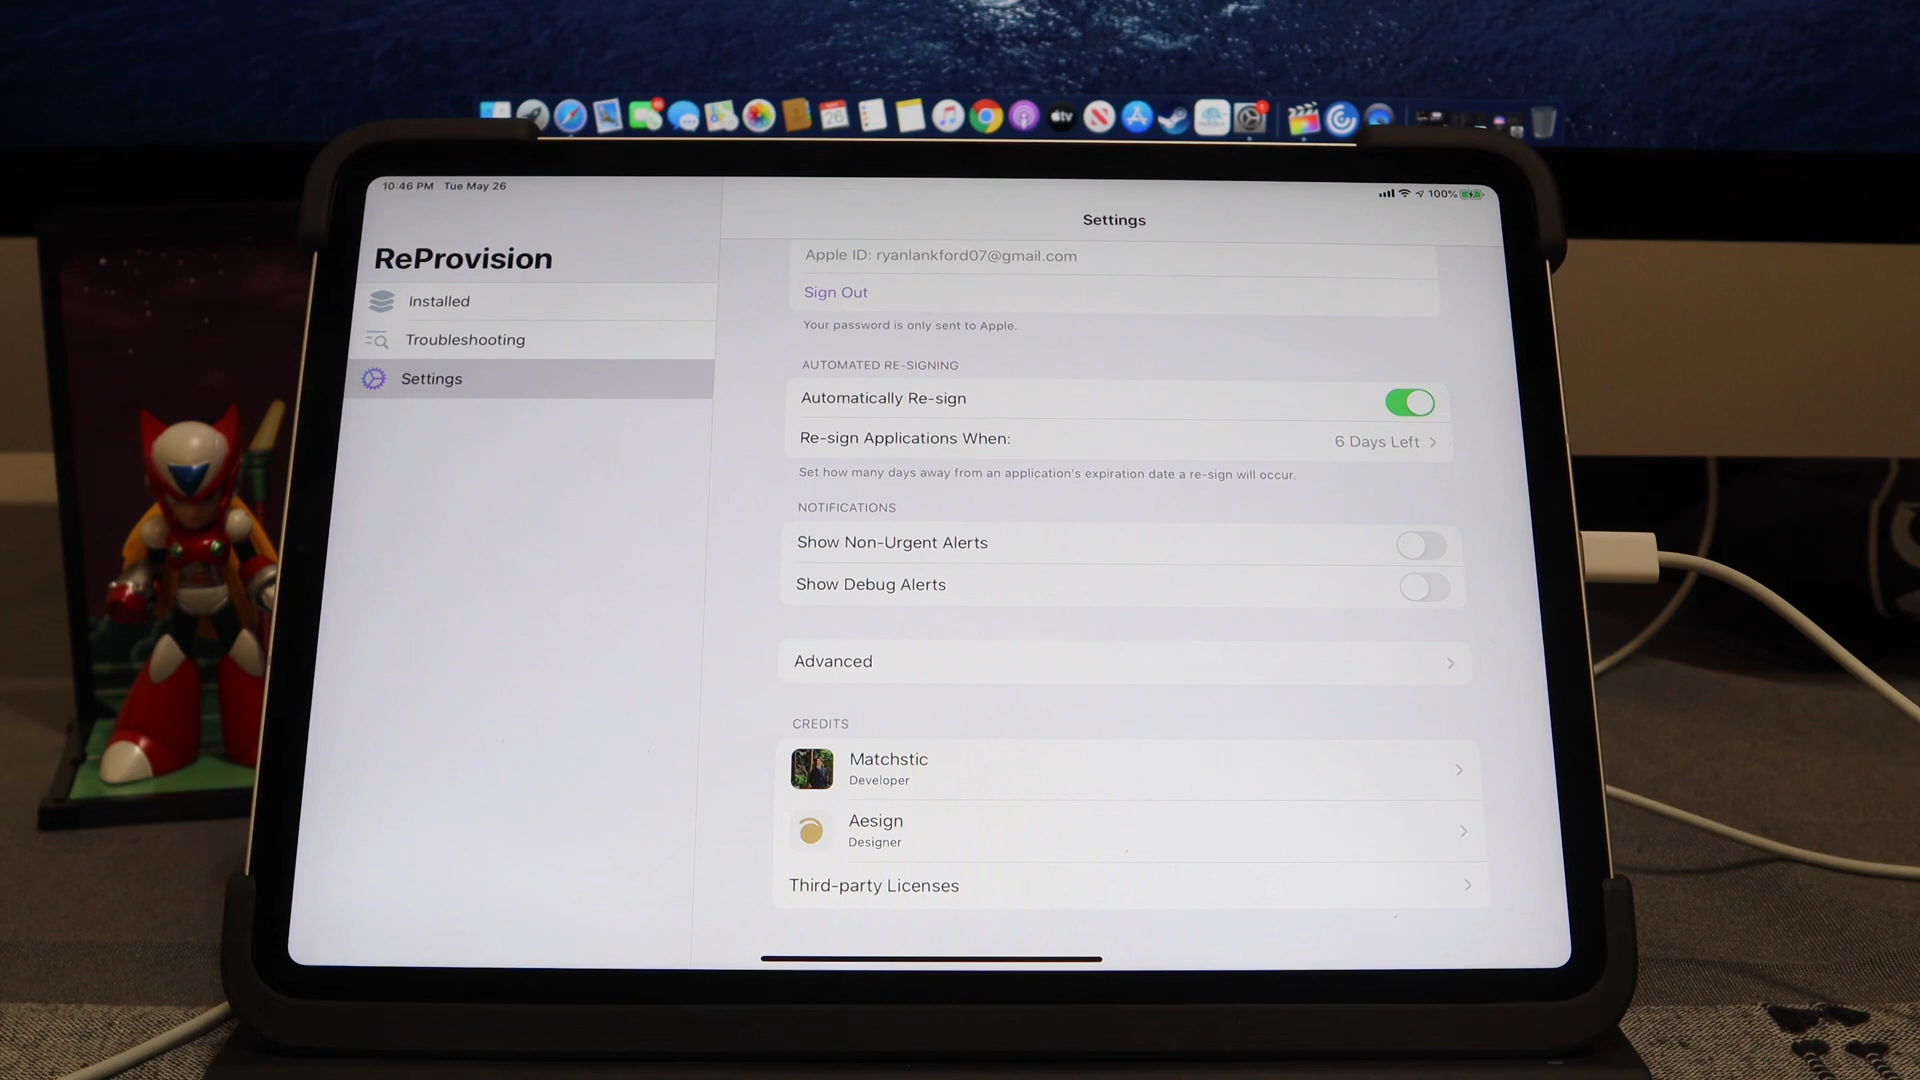 26
tv
10:46 PM Tue May 26
100%
Settings
ReProvision
Installed
Troubleshooting
Settings
Apple ID: ryanlankford07@gmail.com
Sign Out
Your password is only sent to Apple.
AUTOMATED RE-SIGNING
Automatically Re-sign
Re-sign Applications When: 6 Days Left
Set how many days away from an application's expiration date a re-sign will occur.
NOTIFICATIONS
Show Non-Urgent Alerts
Show Debug Alerts
Advanced
CREDITS
Matchstic
Developer
Aesign
Designer
Third-party Licenses